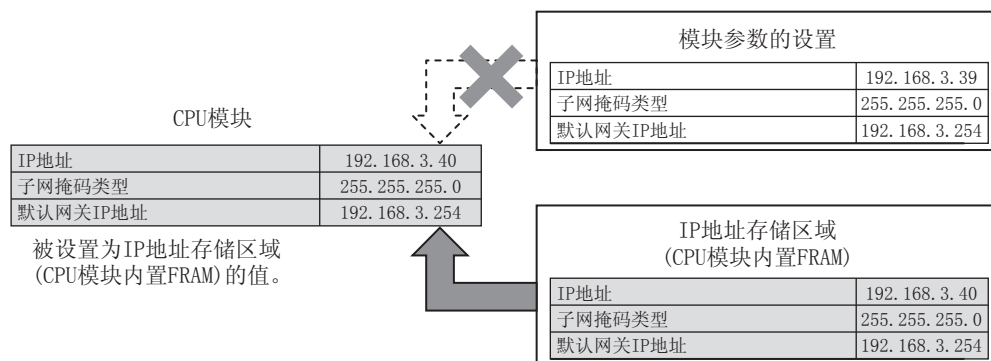 模块参数的设置
IP地址 192.168.3.39
子网掩码类型 255.255.255.0
默认网关IP地址 192.168.3.254
CPU模块
IP地址 192.168.3.40
子网掩码类型 255.255.255.0
默认网关IP地址 192.168.3.254
被设置为IP地址存储区域
(CPU模块内置FRAM)的值。
IP地址存储区域
(CPU模块内置FRAM)
IP地址 192.168.3.40
子网掩码类型 255.255.255.0
默认网关IP地址 192.168.3.254